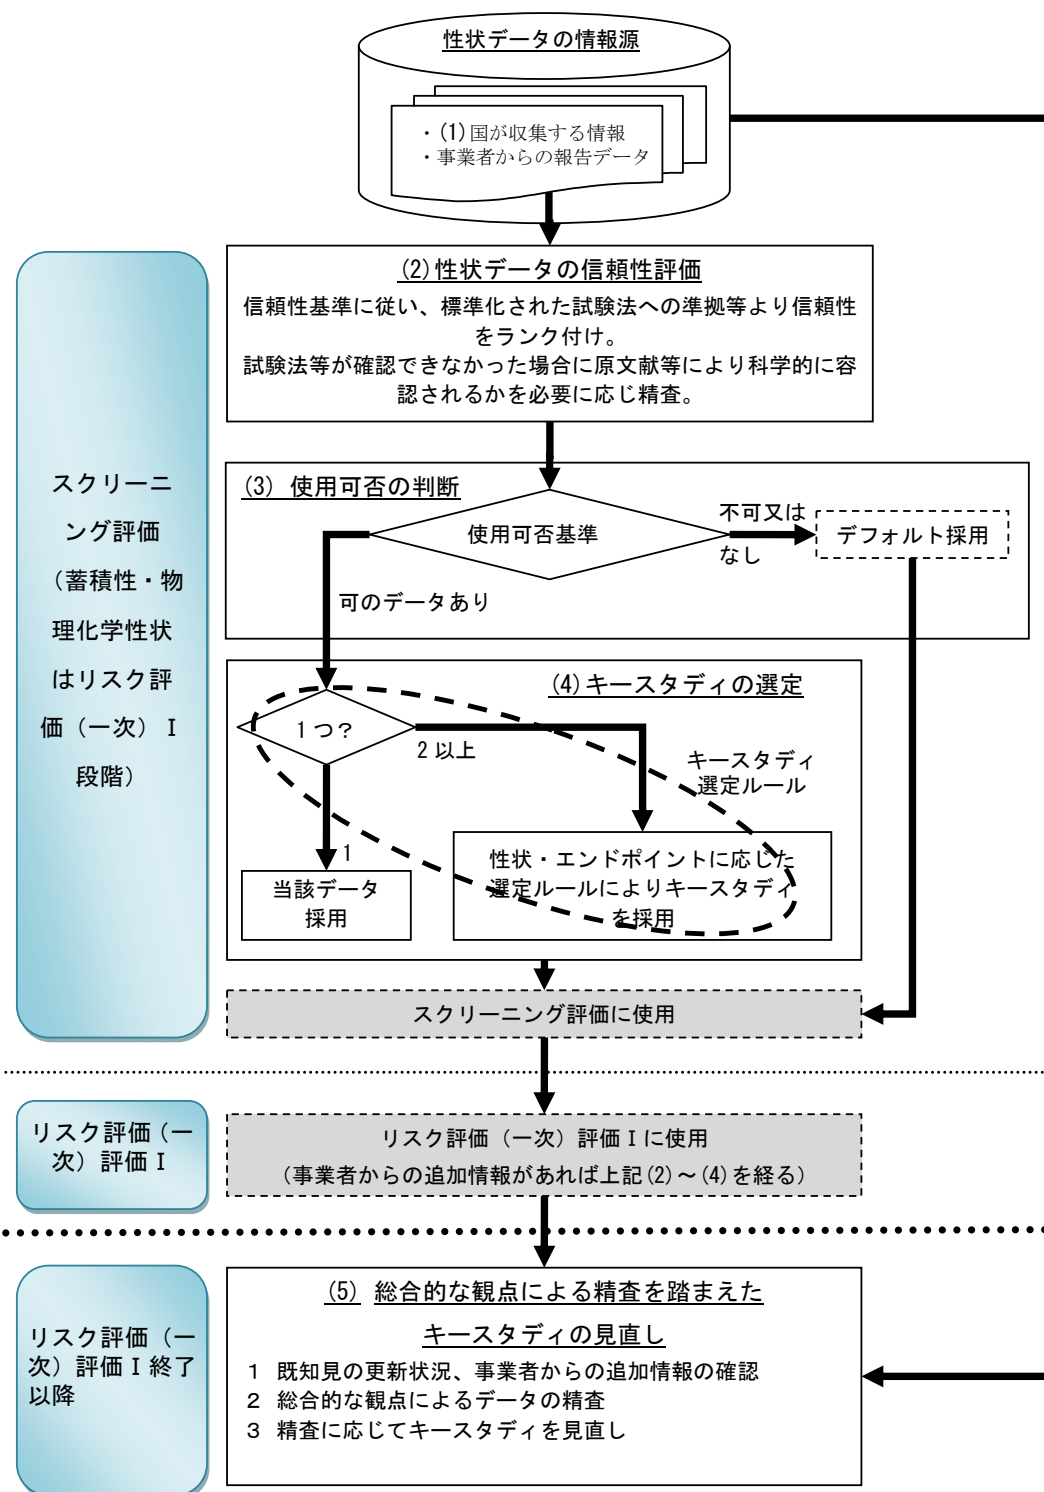 性状データの情報源
・(1)国が収集する情報
・事業者からの報告データ
(2)性状データの信頼性評価
信頼性基準に従い、標準化された試験法への準拠等より信頼性
をランク付け。
試験法等が確認できなかった場合に原文献等により科学的に容
認されるかを必要に応じ精査。
スクリーニ
ング評価
（蓄積性・物
理化学性状
はリスク評
価（一次）Ⅰ
段階）
(3) 使用可否の判断
使用可否基準
不可又は
なし
デフォルト採用
可のデータあり
(4)キースタディの選定
1つ？
2以上
キースタディ
選定ルール
1
当該データ
採用
性状・エンドポイントに応じた
選定ルールによりキースタディ
を採用
スクリーニング評価に使用
リスク評価（一
次）評価Ⅰ
リスク評価（一次）評価Ⅰに使用
（事業者からの追加情報があれば上記(2)～(4)を経る）
リスク評価（一
次）評価Ⅰ終了
以降
(5) 総合的な観点による精査を踏まえた
キースタディの見直し
1 既知見の更新状況、事業者からの追加情報の確認
2 総合的な観点によるデータの精査
3 精査に応じてキースタディを見直し